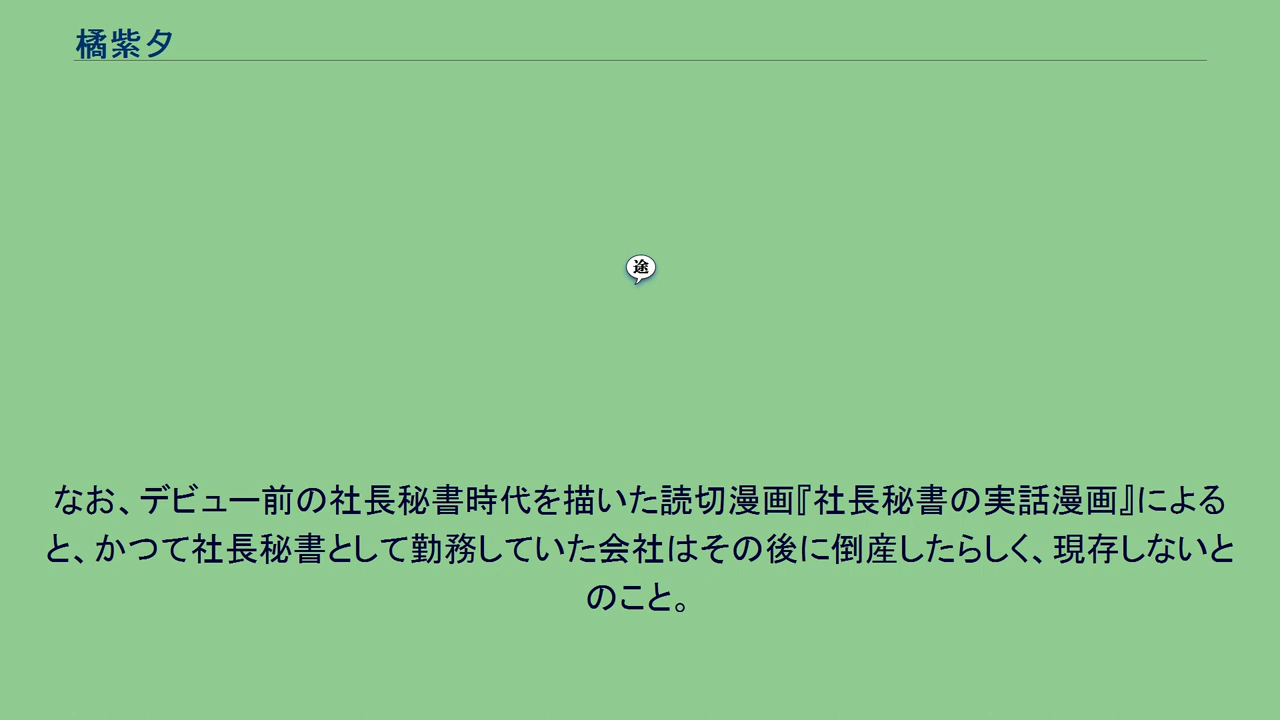 橘紫夕
途
なお、デビュー前の社長秘書時代を描いた読切漫画『社長秘書の実話漫画』による
と、かつて社長秘書として勤務していた会社はその後に倒産したらしく、現存しないと
のこと。